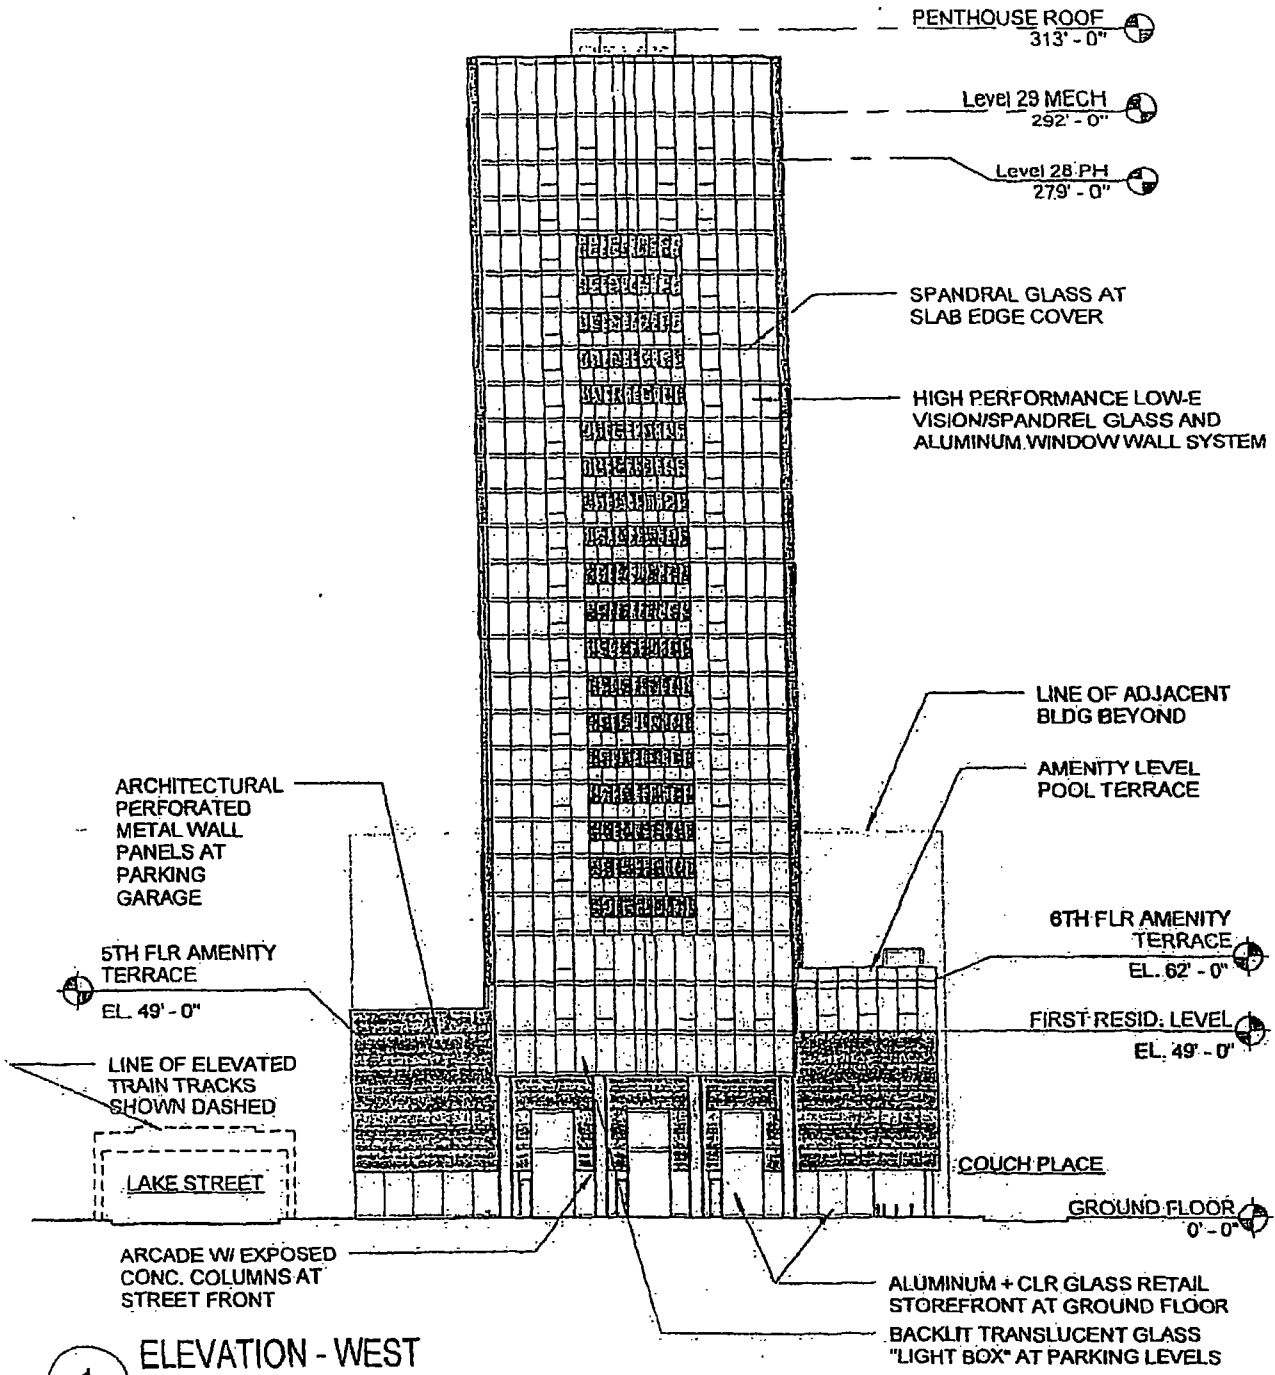 PENTHOUSE ROOF
313' - 0"
Level 29 MECH
292' - 0"
Level 28 PH
279' - 0"
SPANDRAL GLASS AT
SLAB EDGE COVER
HIGH PERFORMANCE LOW-E
VISION/SPANDREL GLASS AND
ALUMINUM WINDOW WALL SYSTEM
LINE OF ADJACENT
BLDG BEYOND
AMENITY LEVEL
POOL TERRACE
ARCHITECTURAL
PERFORATED
METAL WALL
PANELS AT
PARKING
GARAGE
6TH FLR AMENITY
TERRACE
EL. 62' - 0"
5TH FLR AMENITY
TERRACE
EL. 49' - 0"
FIRST RESID. LEVEL
EL. 49' - 0"
LINE OF ELEVATED
TRAIN TRACKS
SHOWN DASHED
LAKE STREET
COUCH PLACE
GROUND FLOOR
0' - 0"
ARCADE W/ EXPOSED
CONC. COLUMNS AT
STREET FRONT
ALUMINUM + CLR GLASS RETAIL
STOREFRONT AT GROUND FLOOR
BACKLIT TRANSLUCENT GLASS
"LIGHT BOX" AT PARKING LEVELS
ELEVATION - WEST